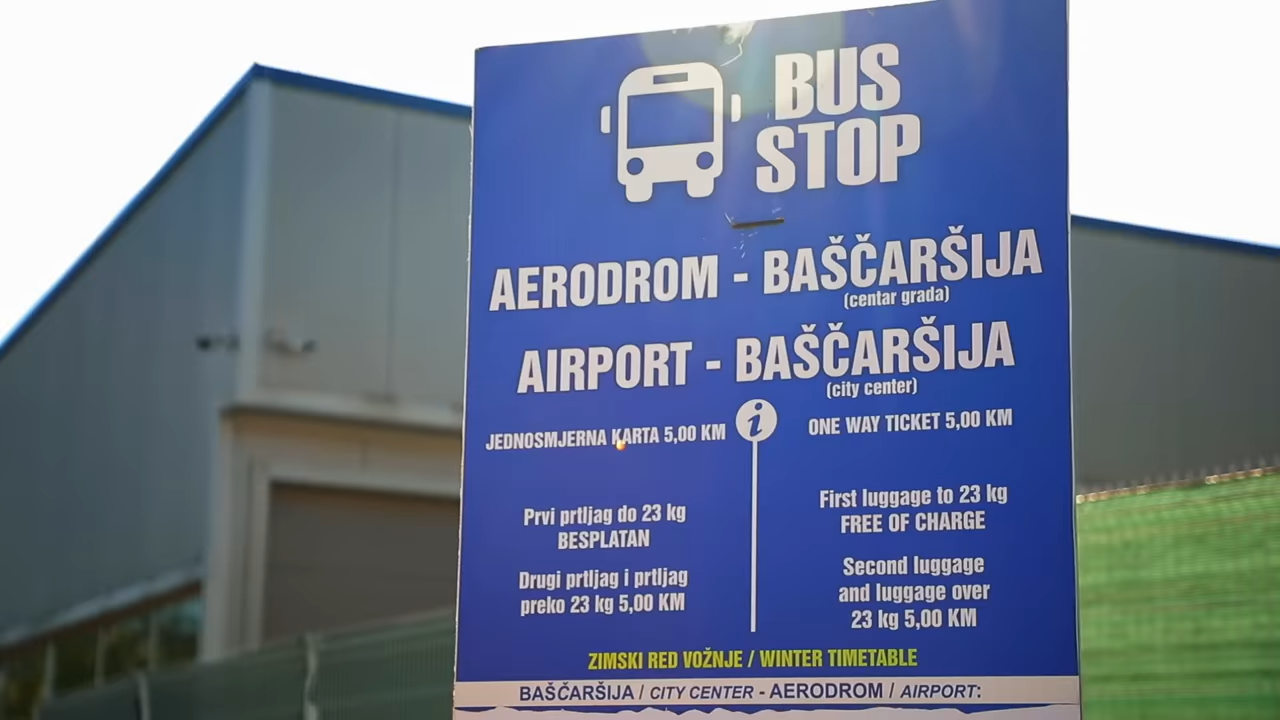 BUS
STOP
AERODROM - BAŠČARŠIJA
(centar grada)
AIRPORT - BAŠČARŠIJA
(city center)
i
JEDNOSMJERNA KARTA 5,00 KM
Prvi prtljag do 23 kg
BESPLATAN
Drugi prtljag i prtljag
preko 23 kg 5,00 KM
ONE WAY TICKET 5,00 KM
First luggage to 23 kg
FREE OF CHARGE
Second luggage
and luggage over
23 kg 5,00 KM
ZIMSKI RED VOŽNJE / WINTER TIMETABLE
BAŠČARŠIJA / CITY CENTER - AERODROM / AIRPORT: